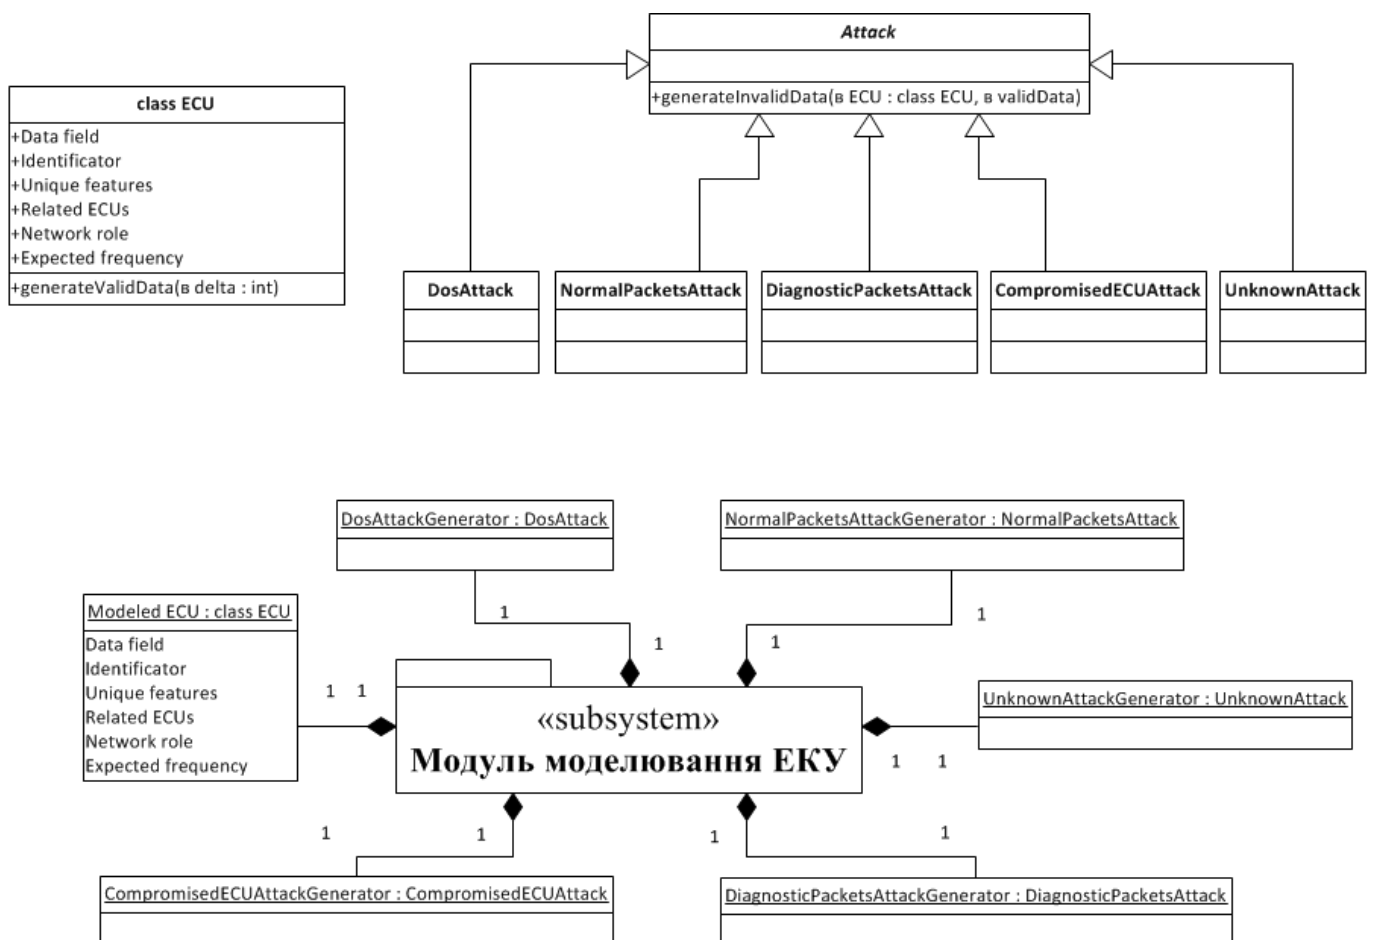 Attack
+generateInvalidData(в ECU : class ECU, в validData)
class ECU
+Data field
+Identificator
+Unique features
+Related ECUs
+Network role
+Expected frequency
+generateValidData(в delta : int)
DosAttack
NormalPacketsAttack
DiagnosticPacketsAttack
CompromisedECUAttack
UnknownAttack
DosAttackGenerator : DosAttack
NormalPacketsAttackGenerator : NormalPacketsAttack
Modeled ECU : class ECU
Data field
Identificator
Unique features
Related ECUs
Network role
Expected frequency
1
1
1
1
1
1
UnknownAttackGenerator : UnknownAttack
«subsystem»
Модуль моделювання ЕКУ
1
1
1
1
1
1
CompromisedECUAttackGenerator : CompromisedECUAttack
DiagnosticPacketsAttackGenerator : DiagnosticPacketsAttack